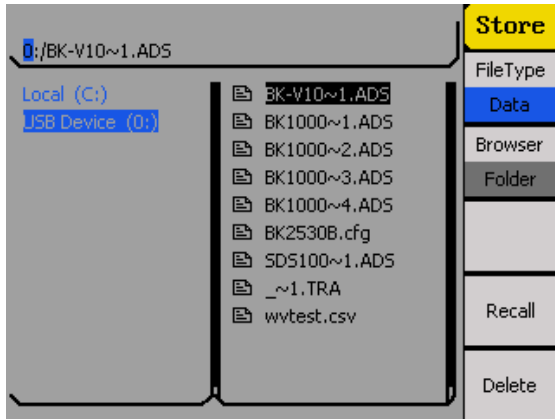 0:/BK-V10~1.ADS
Local (C:)
USB Device (0:)
BK-V10~1.ADS
BK1000~1.ADS
BK1000~2.ADS
BK1000~3.ADS
BK1000~4.ADS
BK2530B.cfg
SDS100~1.ADS
_~1.TRA
wvtest.csv
Store
FileType
Data
Browser
Folder
Recall
Delete